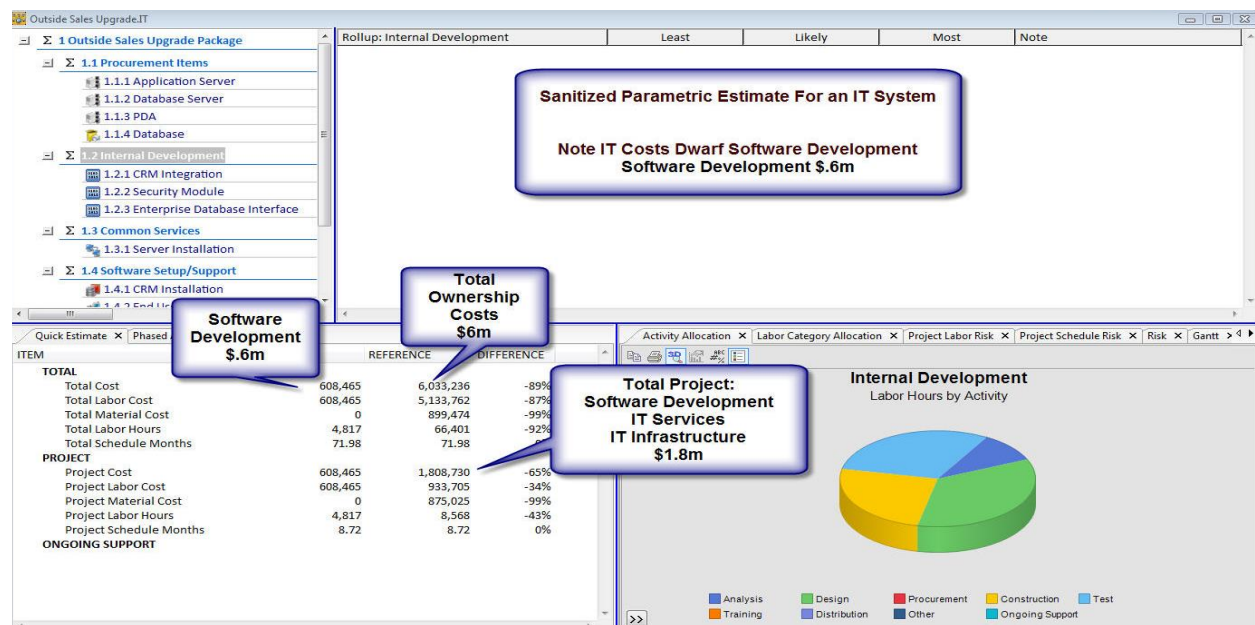 Outside Sales Upgrade.IT
Σ 1 Outside Sales Upgrade Package
Σ 1.1 Procurement Items
1.1.1 Application Server
1.1.2 Database Server
1.1.3 PDA
1.1.4 Database
Σ 1.2 Internal Development
1.2.1 CRM Integration
1.2.2 Security Module
1.2.3 Enterprise Database Interface
Σ 1.3 Common Services
1.3.1 Server Installation
Σ 1.4 Software Setup/Support
1.4.1 CRM Installation
Rollup: Internal Development Least Likely Most Note
Sanitized Parametric Estimate For an IT System
Note IT Costs Dwarf Software Development
Software Development $.6m
Total
Ownership
Costs
$6m
Software
Development
$.6m
Quick Estimate Phased
ITEM REFERENCE DIFFERENCE
TOTAL
Total Cost 608,465 6,033,236 -89%
Total Labor Cost 608,465 5,133,762 -87%
Total Material Cost 0 899,474 -99%
Total Labor Hours 4,817 66,401 -92%
Total Schedule Months 71.98 71.98
PROJECT
Project Cost 608,465 1,808,730 -65%
Project Labor Cost 608,465 933,705 -34%
Project Material Cost 0 875,025 -99%
Project Labor Hours 4,817 8,568 -43%
Project Schedule Months 8.72 8.72 0%
ONGOING SUPPORT
Total Project:
Software Development
IT Services
IT Infrastructure
$1.8m
Activity Allocation Labor Category Allocation Project Labor Risk Project Schedule Risk Risk Gantt
3D
Internal Development
Labor Hours by Activity
Analysis Design Procurement Construction Test
Training Distribution Other Ongoing Support
>>